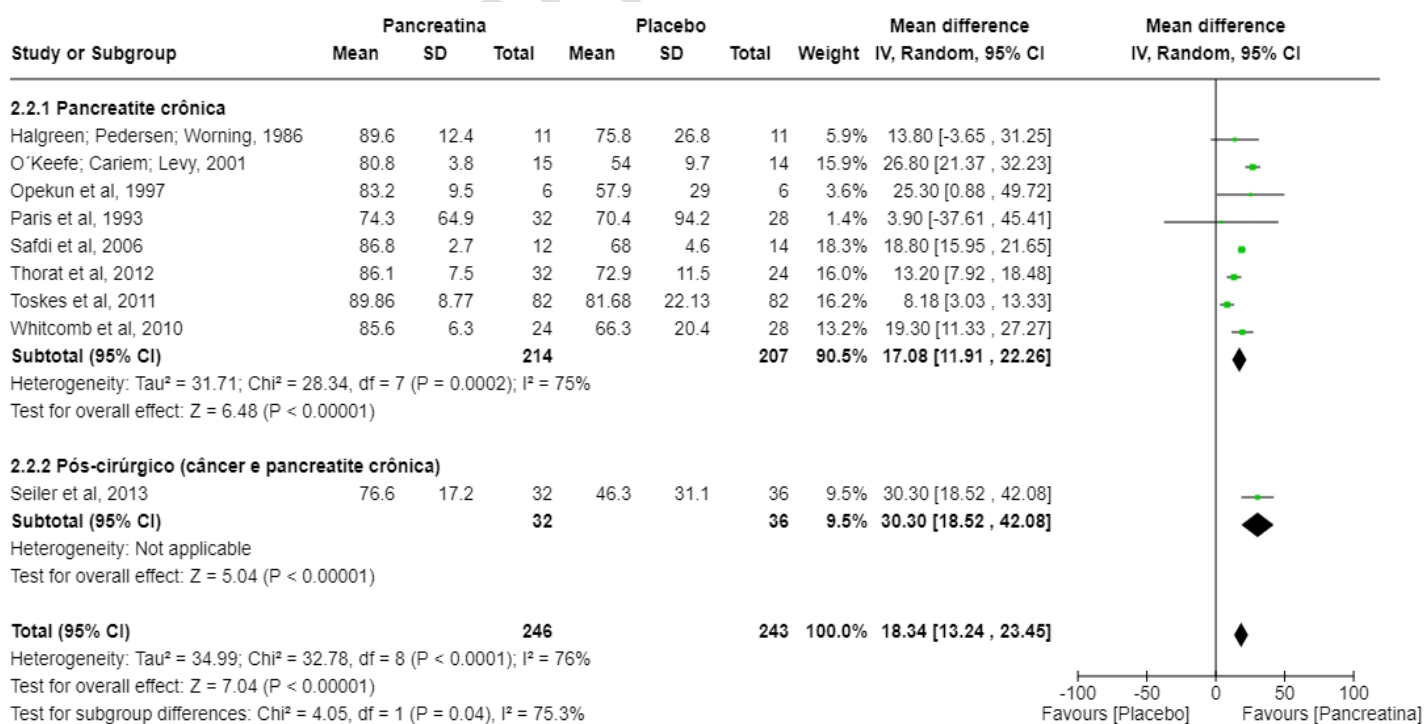 Pancreatina Placebo Mean difference Mean difference
Study or Subgroup Mean SD Total Mean SD Total Weight IV, Random, 95% CI IV, Random, 95% CI
2.2.1 Pancreatite crônica
Halgreen; Pedersen; Worning, 1986 89.6 12.4 11 75.8 26.8 11 5.9% 13.80 [-3.65 , 31.25]
O´Keefe; Cariem; Levy, 2001 80.8 3.8 15 54 9.7 14 15.9% 26.80 [21.37 , 32.23]
Opekun et al, 1997 83.2 9.5 6 57.9 29 6 3.6% 25.30 [0.88 , 49.72]
Paris et al, 1993 74.3 64.9 32 70.4 94.2 28 1.4% 3.90 [-37.61 , 45.41]
Safdi et al, 2006 86.8 2.7 12 68 4.6 14 18.3% 18.80 [15.95 , 21.65]
Thorat et al, 2012 86.1 7.5 32 72.9 11.5 24 16.0% 13.20 [7.92 , 18.48]
Toskes et al, 2011 89.86 8.77 82 81.68 22.13 82 16.2% 8.18 [3.03 , 13.33]
Whitcomb et al, 2010 85.6 6.3 24 66.3 20.4 28 13.2% 19.30 [11.33 , 27.27]
Subtotal (95% CI) 214 207 90.5% 17.08 [11.91 , 22.26]
Heterogeneity: Tau² = 31.71; Chi² = 28.34, df = 7 (P = 0.0002); I² = 75%
Test for overall effect: Z = 6.48 (P < 0.00001)
2.2.2 Pós-cirúrgico (câncer e pancreatite crônica)
Seiler et al, 2013 76.6 17.2 32 46.3 31.1 36 9.5% 30.30 [18.52 , 42.08]
Subtotal (95% CI) 32 36 9.5% 30.30 [18.52 , 42.08]
Heterogeneity: Not applicable
Test for overall effect: Z = 5.04 (P < 0.00001)
Total (95% CI) 246 243 100.0% 18.34 [13.24 , 23.45]
Heterogeneity: Tau² = 34.99; Chi² = 32.78, df = 8 (P < 0.0001); I² = 76%
Test for overall effect: Z = 7.04 (P < 0.00001)
Test for subgroup differences: Chi² = 4.05, df = 1 (P = 0.04), I² = 75.3%
-100 -50 0 50 100
Favours [Placebo] Favours [Pancreatina]